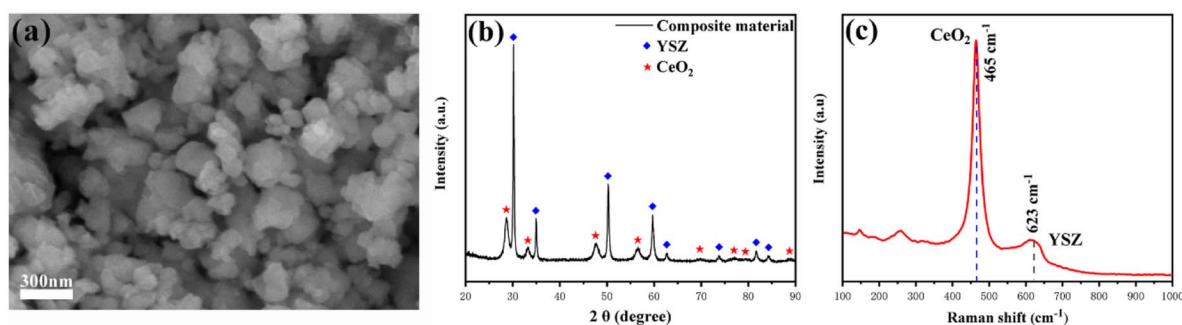 (a)
300nm
(b)
Composite material
YSZ
CeO₂
Intensity (a.u.)
20 30 40 50 60 70 80 90
2 θ (degree)
(c)
CeO₂
465 cm⁻¹
623 cm⁻¹
YSZ
Intensity (a.u)
100 200 300 400 500 600 700 800 900 1000
Raman shift (cm⁻¹)